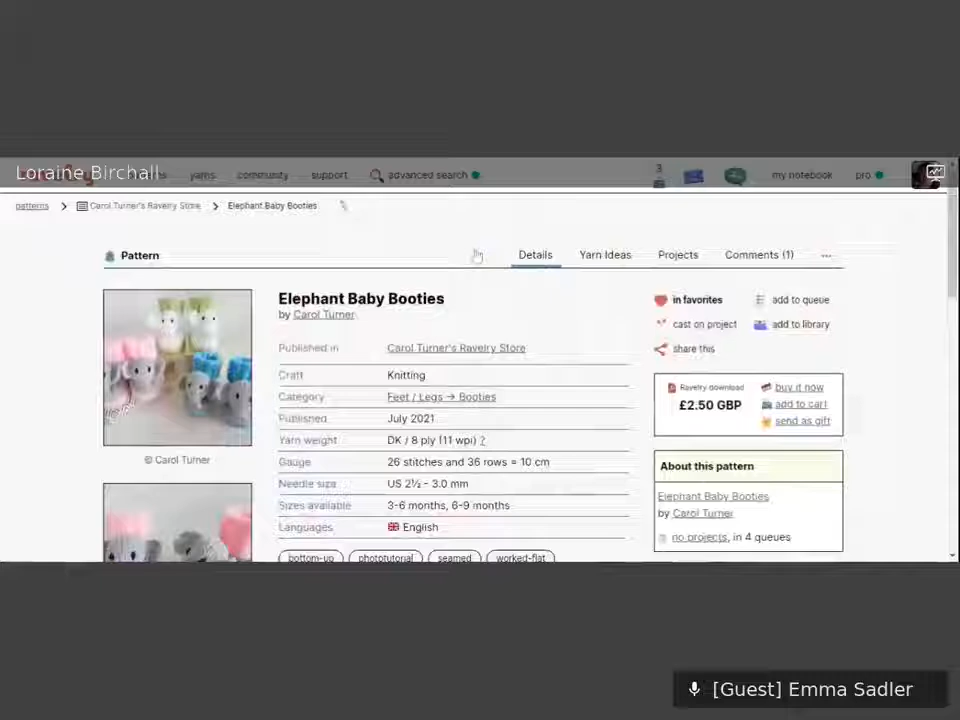 Loraine Birchall
yarns community support advanced search 3 my notebook pro
patterns Carol Turner's Ravelry Store Elephant Baby Booties
Pattern Details Yarn Ideas Projects Comments (1) ...
Elephant Baby Booties
by Carol Turner
Published in Carol Turner's Ravelry Store
Craft Knitting
Category Feet / Legs → Booties
Published July 2021
Yarn weight DK / 8 ply (11 wpi) ?
Gauge 26 stitches and 36 rows = 10 cm
Needle size US 2½ - 3.0 mm
Sizes available 3-6 months, 6-9 months
Languages English
bottom-up phototutorial seamed worked-flat
© Carol Turner
in favorites add to queue
cast on project add to library
share this
Ravelry download
£2.50 GBP
buy it now
add to cart
send as gift
About this pattern
Elephant Baby Booties
by Carol Turner
no projects, in 4 queues
[Guest] Emma Sadler